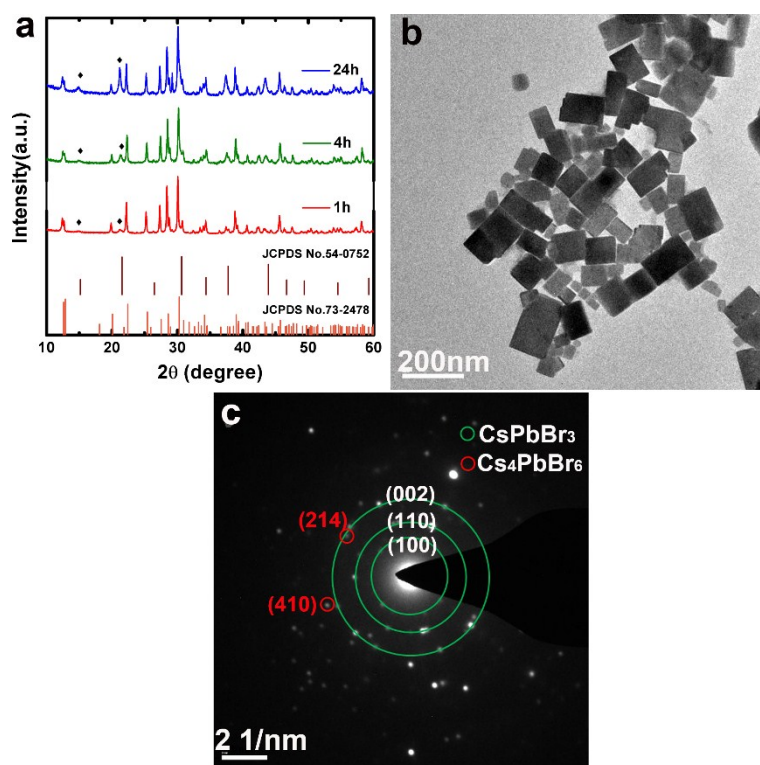 a
24h
4h
1h
JCPDS No.54-0752
JCPDS No.73-2478
Intensity(a.u.)
10 20 30 40 50 60
2θ (degree)
b
200nm
c
CsPbBr₃
Cs₄PbBr₆
(002)
(110)
(100)
(214)
(410)
2 1/nm